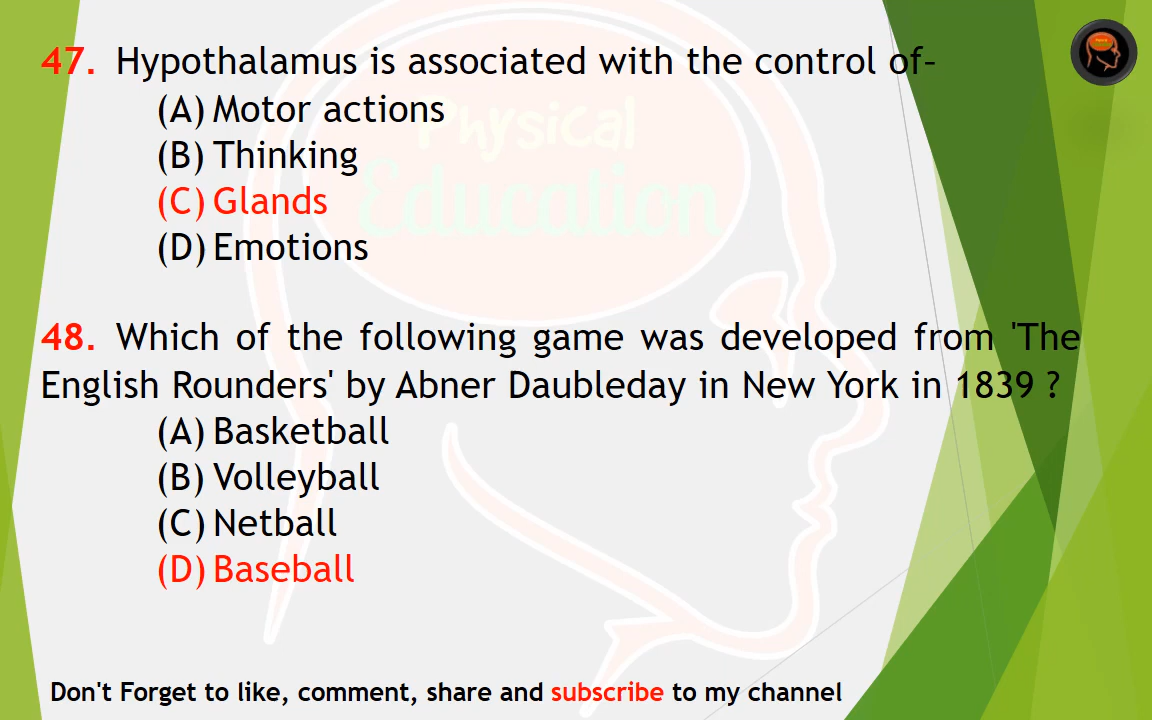 47. Hypothalamus is associated with the control of–
(A) Motor actions
(B) Thinking
(C) Glands
(D) Emotions
48. Which of the following game was developed from 'The
English Rounders' by Abner Daubleday in New York in 1839 ?
(A) Basketball
(B) Volleyball
(C) Netball
(D) Baseball
Physical
Education
Don't Forget to like, comment, share and subscribe to my channel